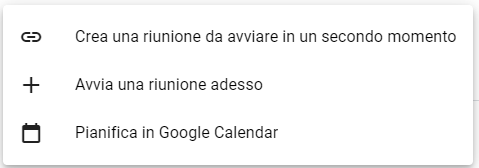 Crea una riunione da avviare in un secondo momento
Avvia una riunione adesso
Pianifica in Google Calendar